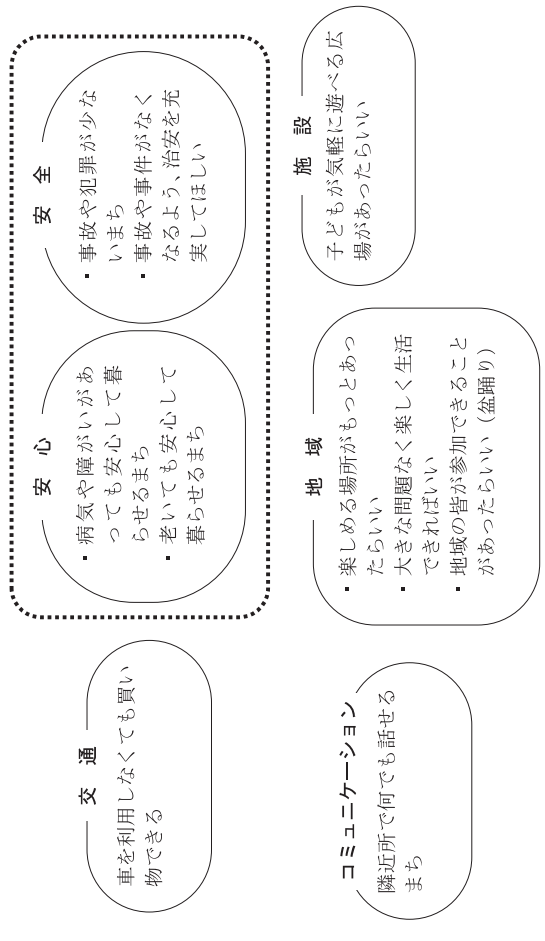 交　通
車を利用しなくても買い
物できる
安　心
・病気や障がいがあ
っても安心して暮
らせるまち
・老いても安心して
暮らせるまち
安　全
・事故や犯罪が少な
いまち
・事故や事件がなく
なるよう、治安を充
実してほしい
コミュニケーション
隣近所で何でも話せる
まち
地　域
・楽しめる場所がもっとあっ
たらいい
・大きな問題なく楽しく生活
できればいい
・地域の皆が参加できること
があったらいい（盆踊り）
施　設
子どもが気軽に遊べる広
場があったらいい